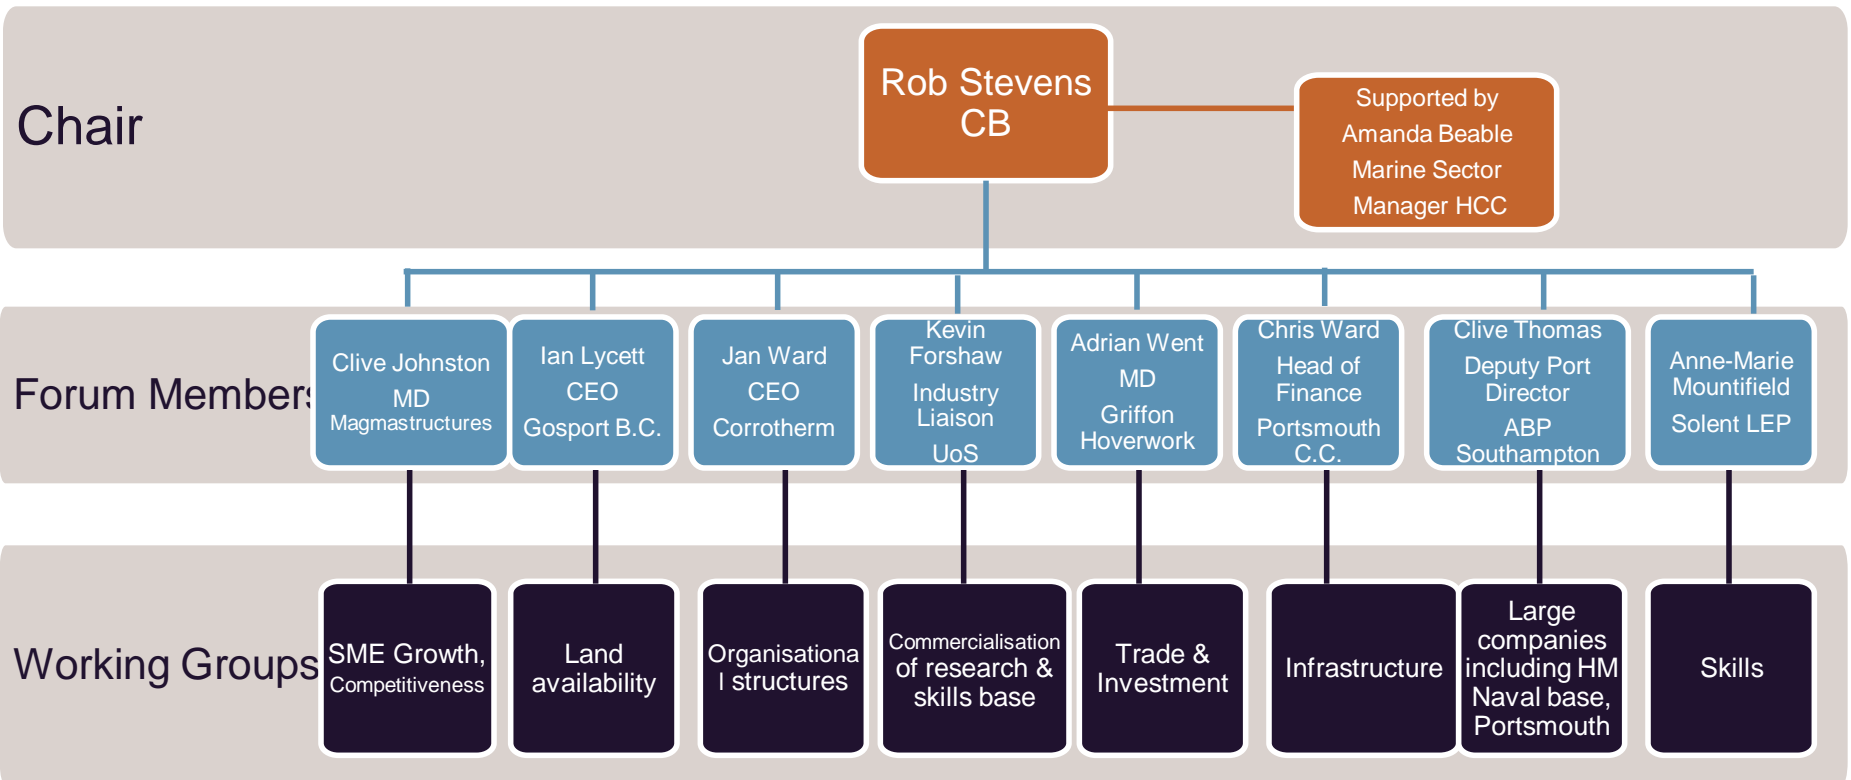 Chair
Rob Stevens
CB
Supported by
Amanda Beable
Marine Sector
Manager HCC
Forum Members
Clive Johnston
MD
Magmastructures
Ian Lycett
CEO
Gosport B.C.
Jan Ward
CEO
Corrotherm
Kevin
Forshaw
Industry
Liaison
UoS
Adrian Went
MD
Griffon
Hoverwork
Chris Ward
Head of
Finance
Portsmouth
C.C.
Clive Thomas
Deputy Port
Director
ABP
Southampton
Anne-Marie
Mountifield
Solent LEP
Working Groups
SME Growth,
Competitiveness
Land
availability
Organisationa
l structures
Commercialisation
of research &
skills base
Trade &
Investment
Infrastructure
Large
companies
including HM
Naval base,
Portsmouth
Skills